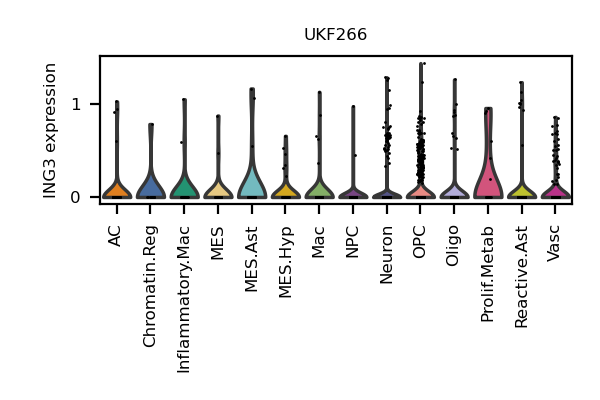 UKF266
ING3 expression
1
0
AC
Chromatin.Reg
Inflammatory.Mac
MES
MES.Ast
MES.Hyp
Mac
NPC
Neuron
OPC
Oligo
Prolif.Metab
Reactive.Ast
Vasc